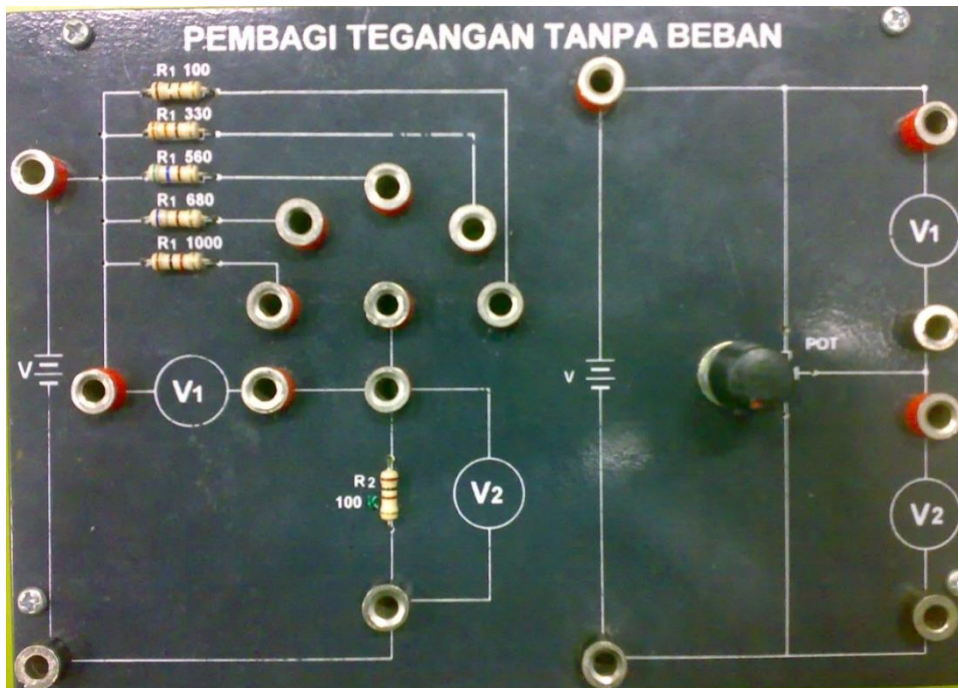 PEMBAGI TEGANGAN TANPA BEBAN
R1 100
R1 330
R1 560
R1 680
R1 1000
V
V1
R2
100 K
V2
V
POT
V1
V2